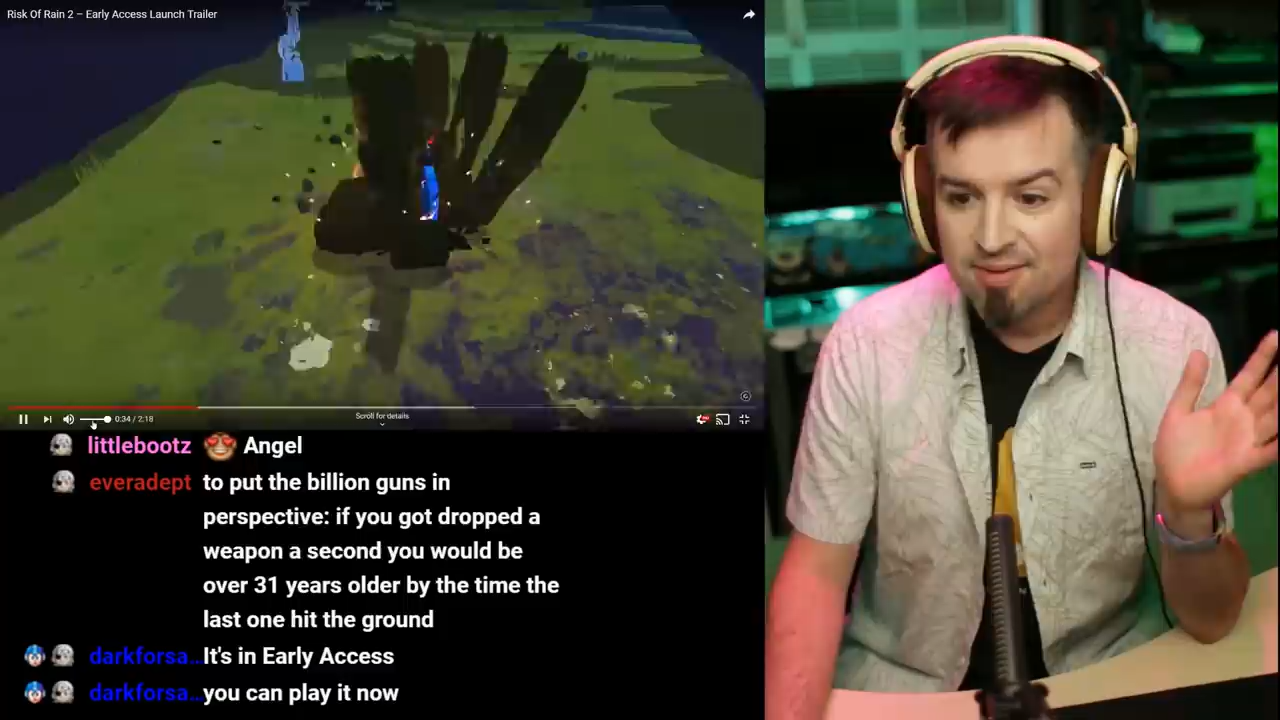 Risk Of Rain 2 – Early Access Launch Trailer
0:34 / 2:18
Scroll for details
littlebootz Angel
everadept to put the billion guns in
perspective: if you got dropped a
weapon a second you would be
over 31 years older by the time the
last one hit the ground
darkforsa... It's in Early Access
darkforsa... you can play it now